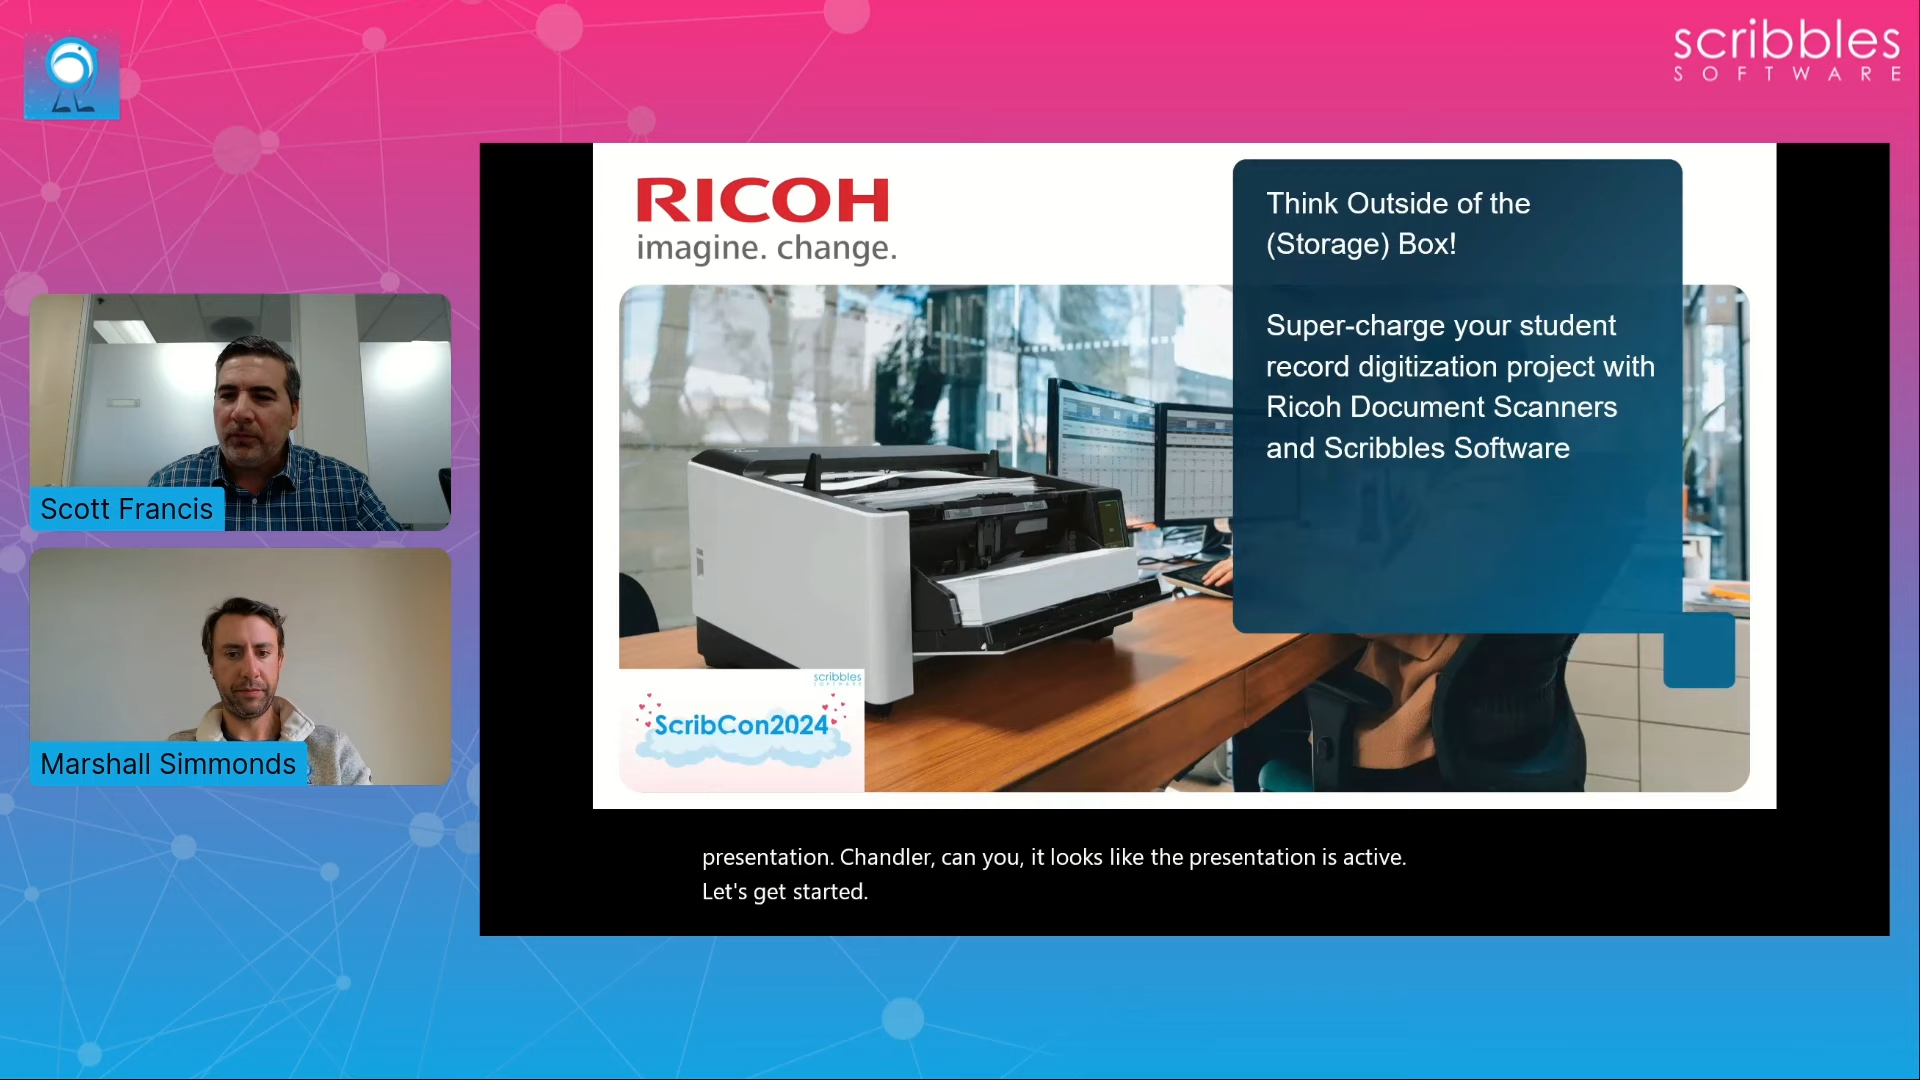 scribbles
SOFTWARE
RICOH
imagine. change.
Think Outside of the
(Storage) Box!
Super-charge your student
record digitization project with
Ricoh Document Scanners
and Scribbles Software
Scott Francis
Marshall Simmonds
scribbles
SOFTWARE
ScribCon2024
presentation. Chandler, can you, it looks like the presentation is active.
Let's get started.